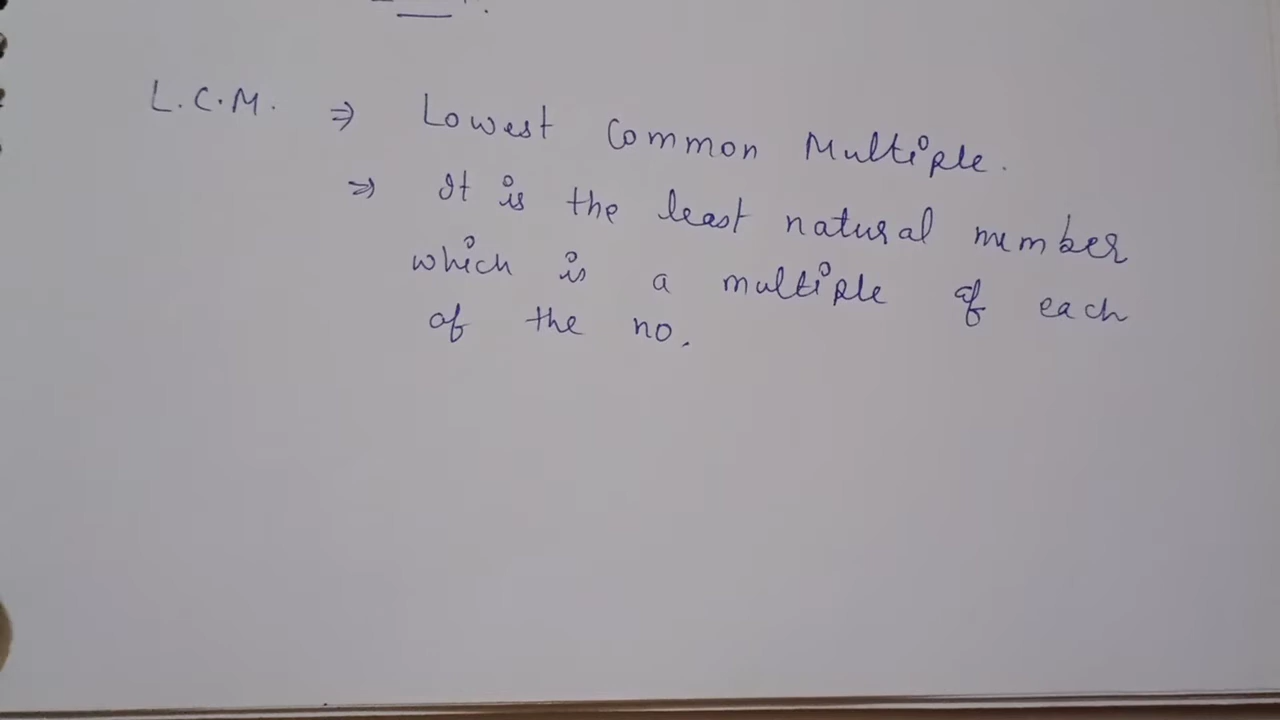 L.C.M. ⇒ Lowest Common Multiple.
⇒ It is the least natural number
which is a multiple of each
of the no.